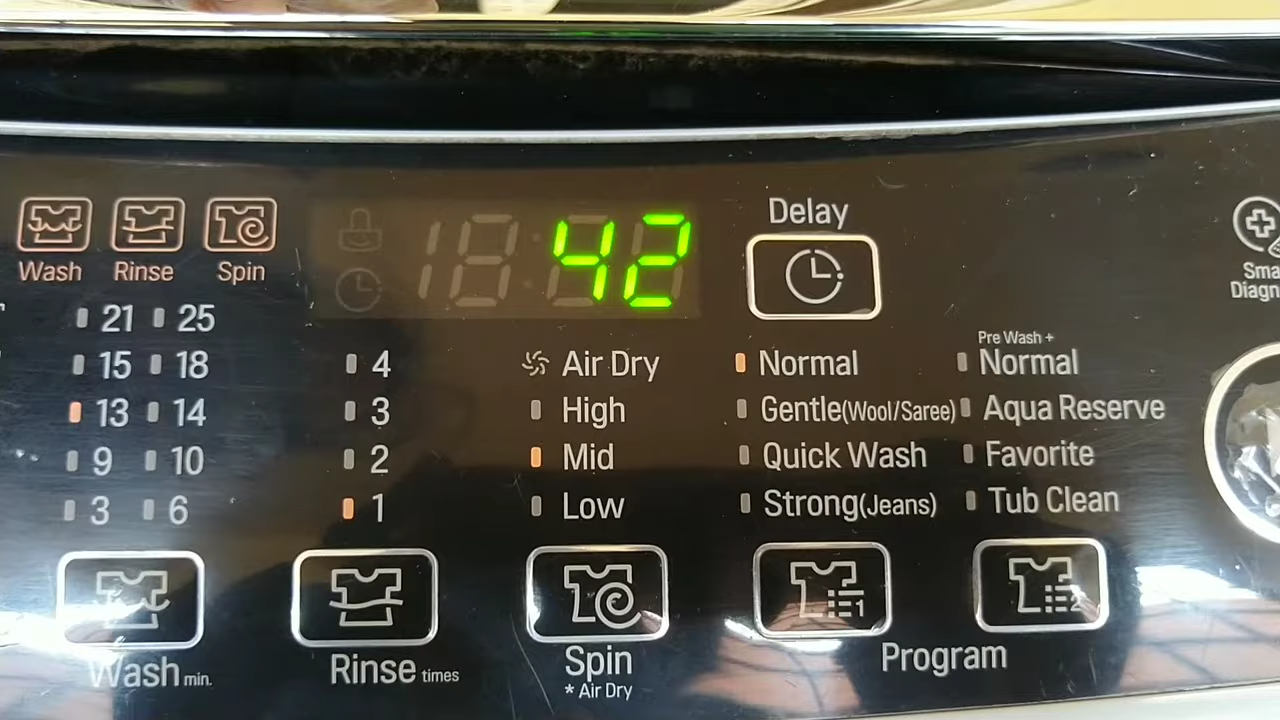 Delay
42
Wash Rinse Spin
21 25
15 18
13 14
9 10
3 6
4
3
2
1
Air Dry
High
Mid
Low
Normal
Gentle(Wool/Saree)
Quick Wash
Strong(Jeans)
Pre Wash +
Normal
Aqua Reserve
Favorite
Tub Clean
Wash min.
Rinse times
Spin
* Air Dry
1
2
Program